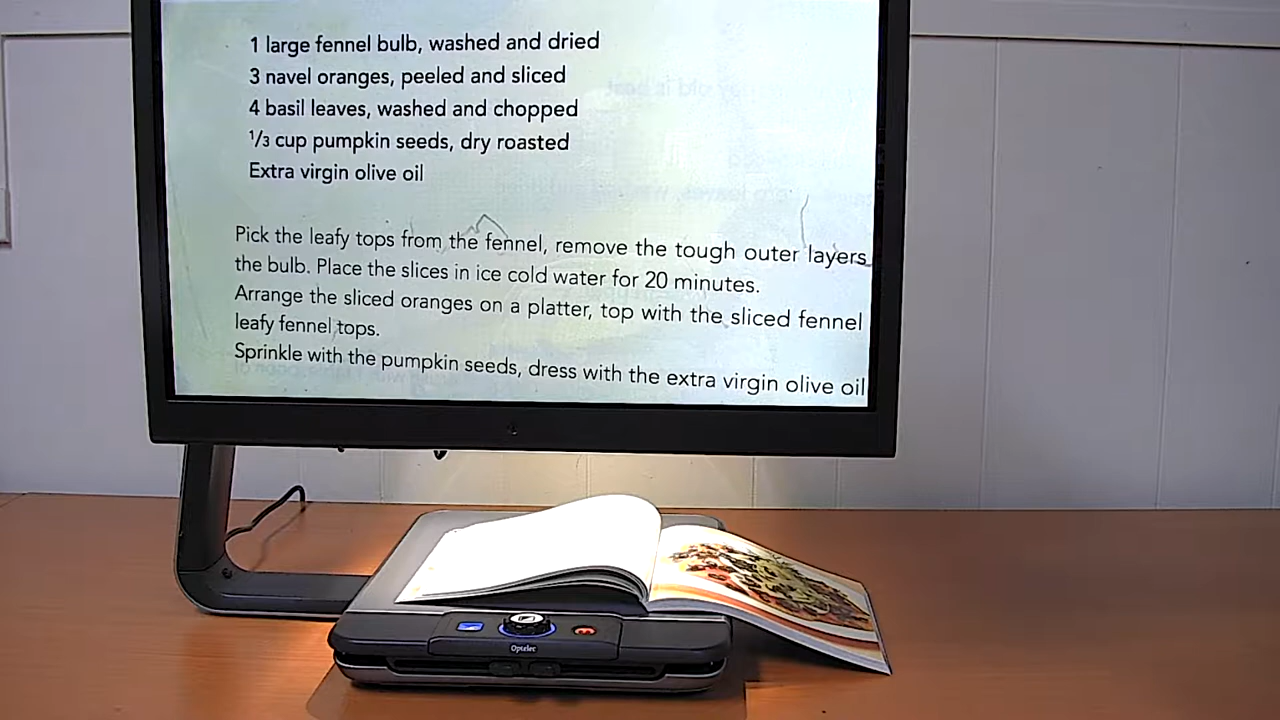 1 large fennel bulb, washed and dried
3 navel oranges, peeled and sliced
4 basil leaves, washed and chopped
1/3 cup pumpkin seeds, dry roasted
Extra virgin olive oil
Pick the leafy tops from the fennel, remove the tough outer layers
the bulb. Place the slices in ice cold water for 20 minutes.
Arrange the sliced oranges on a platter, top with the sliced fennel
leafy fennel tops.
Sprinkle with the pumpkin seeds, dress with the extra virgin olive oil
Optelec